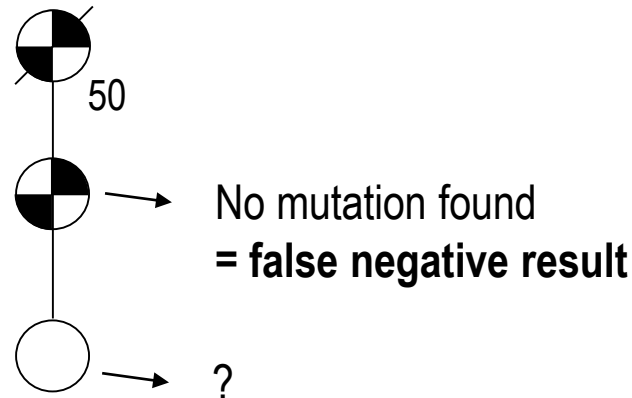 50
No mutation found
= false negative result
?